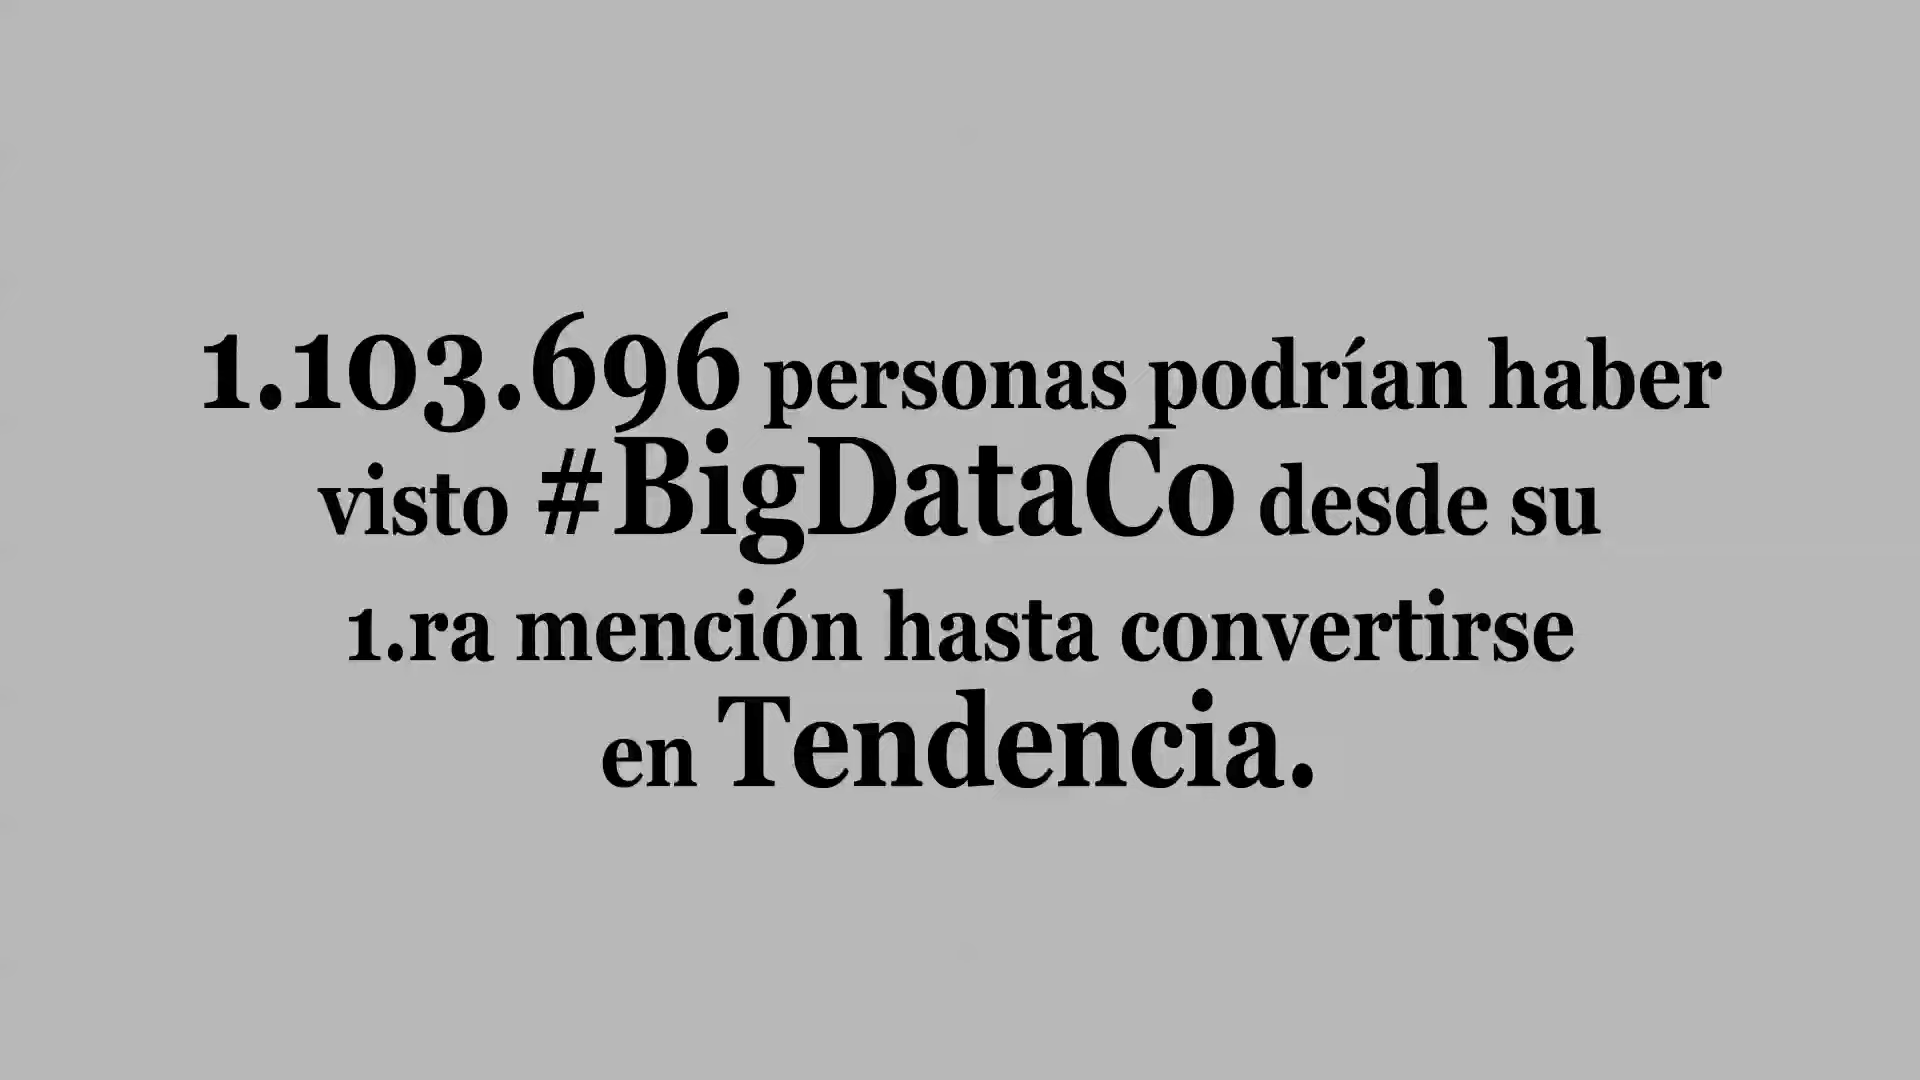 1.103.696 personas podrían haber
visto #BigDataCo desde su
1.ra mención hasta convertirse
en Tendencia.